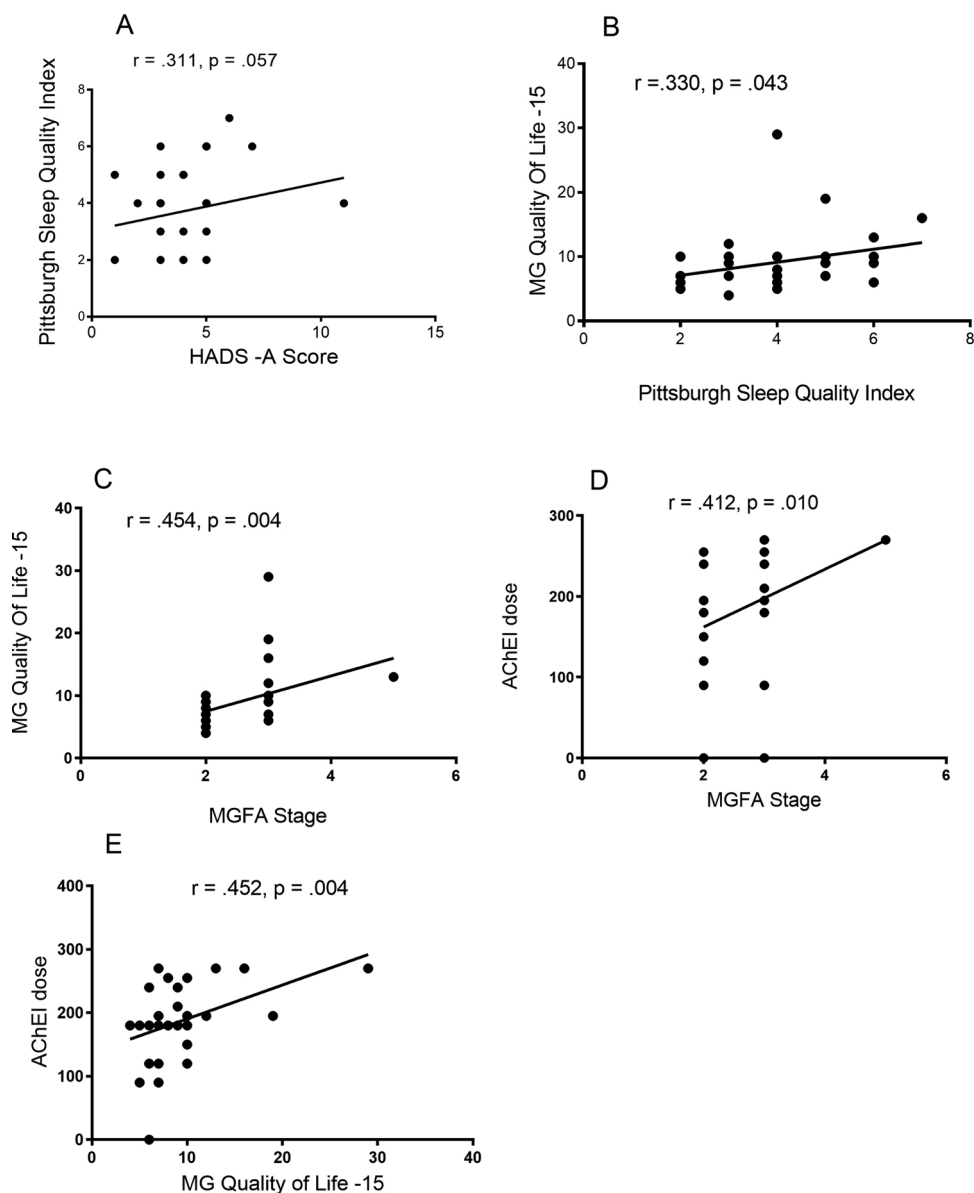 A
r = .311, p = .057
Pittsburgh Sleep Quality Index
8
6
4
2
0
0
5
10
15
HADS -A Score
B
r =.330, p = .043
MG Quality Of Life -15
40
30
20
10
0
0
2
4
6
8
Pittsburgh Sleep Quality Index
C
r = .454, p = .004
MG Quality Of Life -15
40
30
20
10
0
0
2
4
6
MGFA Stage
D
r = .412, p = .010
AChEI dose
300
200
100
0
0
2
4
6
MGFA Stage
E
r = .452, p = .004
AChEI dose
400
300
200
100
0
0
10
20
30
40
MG Quality of Life -15